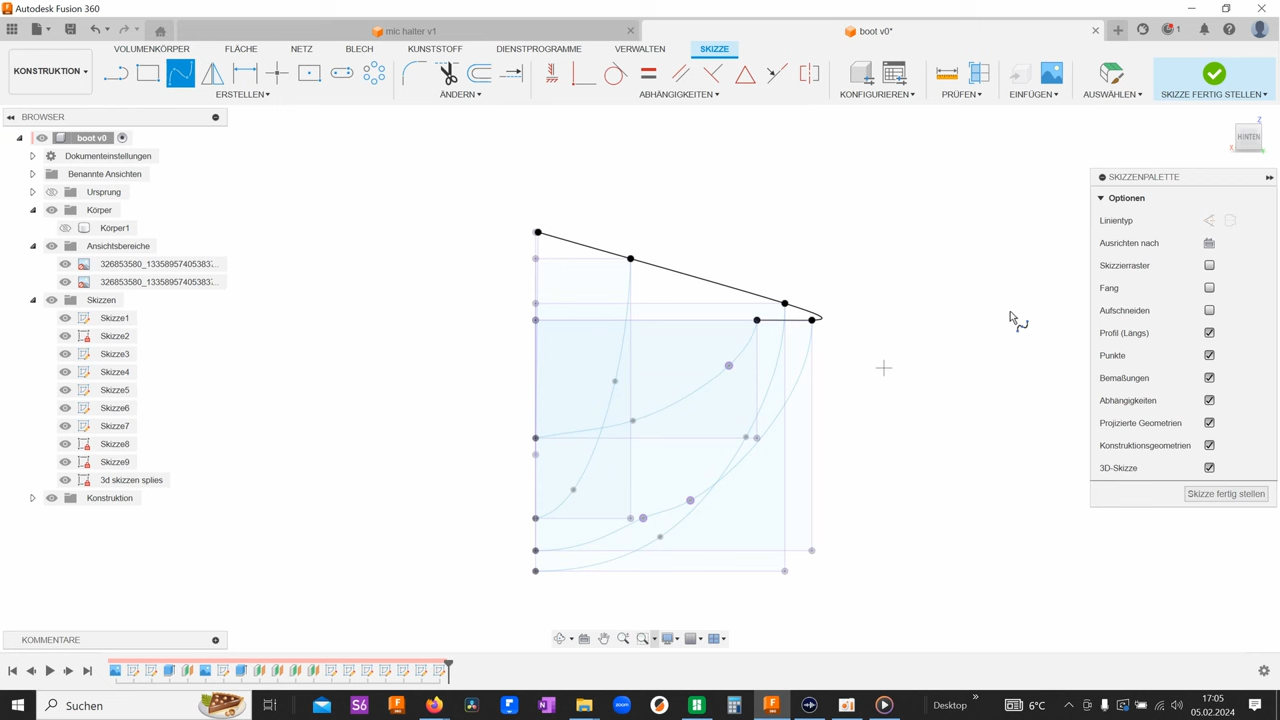 Autodesk Fusion 360
mic halter v1
boot v0*
1
VOLUMENKÖRPER
FLÄCHE
NETZ
BLECH
KUNSTSTOFF
DIENSTPROGRAMME
VERWALTEN
SKIZZE
KONSTRUKTION
ERSTELLEN
ÄNDERN
ABHÄNGIGKEITEN
KONFIGURIEREN
PRÜFEN
EINFÜGEN
AUSWÄHLEN
SKIZZE FERTIG STELLEN
BROWSER
boot v0
Dokumenteinstellungen
Benannte Ansichten
Ursprung
Körper
Körper1
Ansichtsbereiche
326853580_13358957405383?...
326853580_13358957405383?...
Skizzen
Skizze1
Skizze2
Skizze3
Skizze4
Skizze5
Skizze6
Skizze7
Skizze8
Skizze9
3d skizzen splies
Konstruktion
Z
HINTEN
X
SKIZZENPALETTE
Optionen
Linientyp
Ausrichten nach
Skizzierraster
Fang
Aufschneiden
Profil (Längs)
Punkte
Bemaßungen
Abhängigkeiten
Projizierte Geometrien
Konstruktionsgeometrien
3D-Skizze
Skizze fertig stellen
KOMMENTARE
Suchen
Desktop
6°C
17:05
05.02.2024